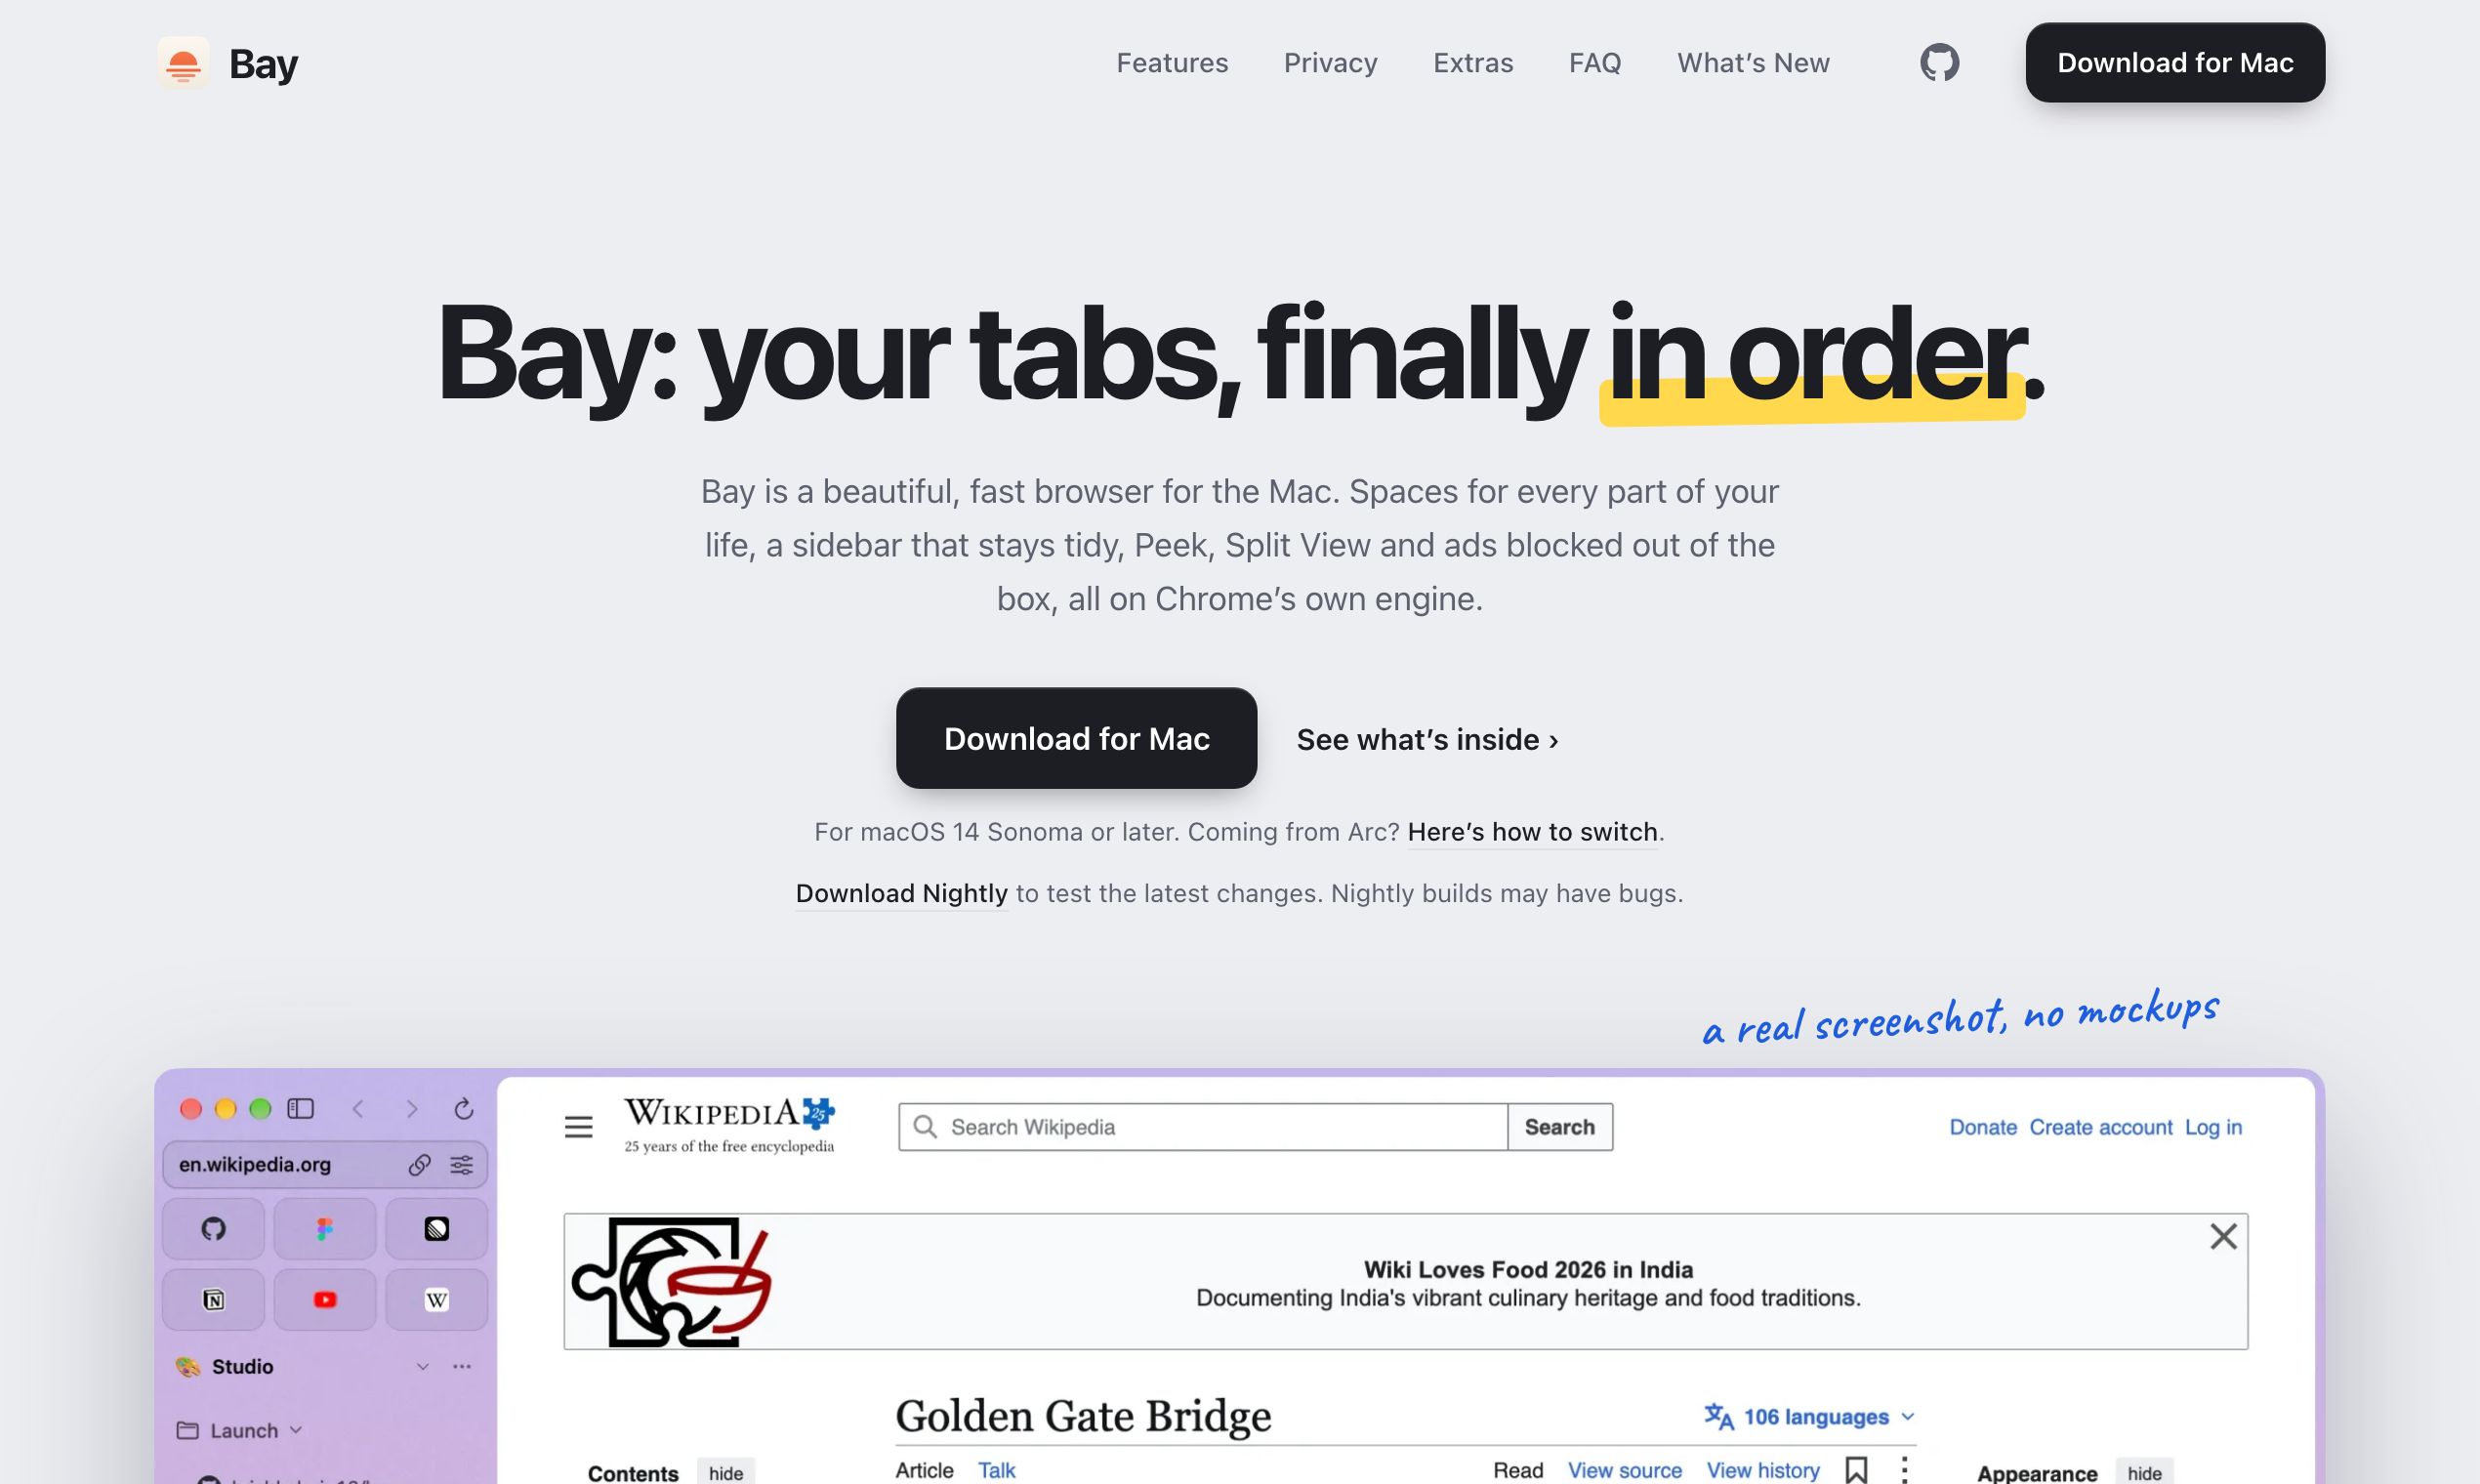 Bay
Features Privacy Extras FAQ What’s New
Download for Mac
Bay: your tabs, finally in order.
Bay is a beautiful, fast browser for the Mac. Spaces for every part of your
life, a sidebar that stays tidy, Peek, Split View and ads blocked out of the
box, all on Chrome’s own engine.
Download for Mac
See what’s inside ›
For macOS 14 Sonoma or later. Coming from Arc? Here’s how to switch.
Download Nightly to test the latest changes. Nightly builds may have bugs.
a real screenshot, no mockups
en.wikipedia.org
Studio
Launch
WIKIPEDIA 25
25 years of the free encyclopedia
Search Wikipedia
Search
Donate Create account Log in
Wiki Loves Food 2026 in India
Documenting India's vibrant culinary heritage and food traditions.
Golden Gate Bridge
106 languages
Contents hide
Article Talk
Read View source View history
Appearance hide